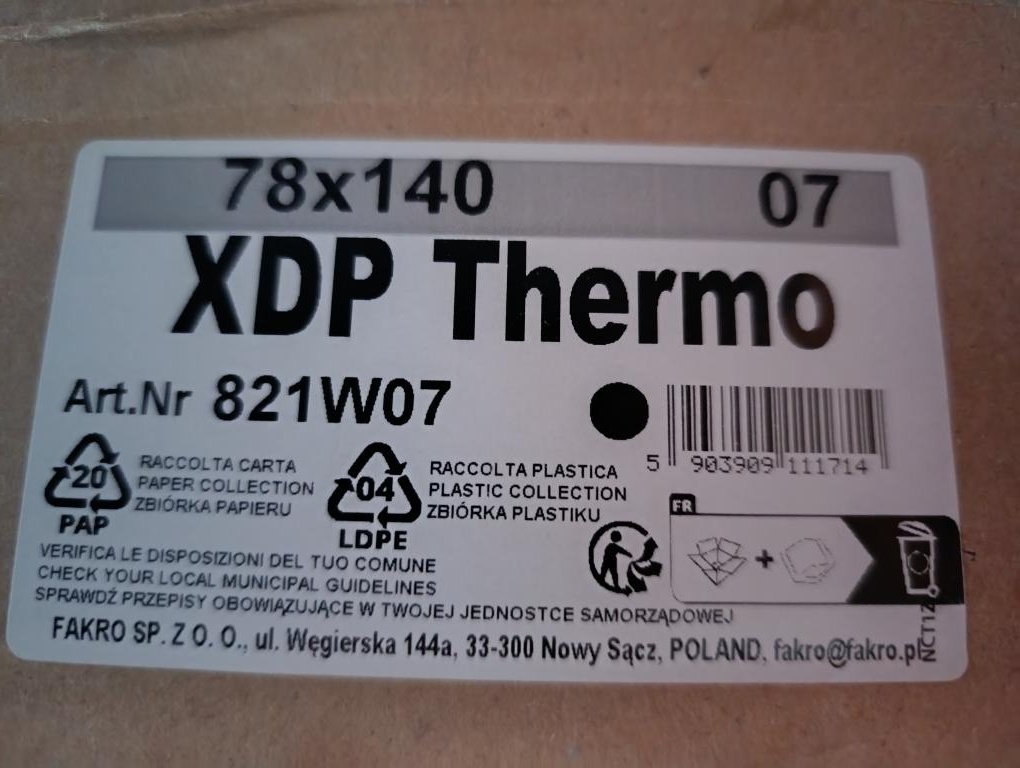 78x140 07
XDP Thermo
Art.Nr 821W07
5 903909 111714
20
PAP
RACCOLTA CARTA
PAPER COLLECTION
ZBIÓRKA PAPIERU
04
LDPE
RACCOLTA PLASTICA
PLASTIC COLLECTION
ZBIÓRKA PLASTIKU
FR
+
VERIFICA LE DISPOSIZIONI DEL TUO COMUNE
CHECK YOUR LOCAL MUNICIPAL GUIDELINES
SPRAWDŹ PRZEPISY OBOWIĄZUJĄCE W TWOJEJ JEDNOSTCE SAMORZĄDOWEJ
FAKRO SP. Z O. O., ul. Węgierska 144a, 33-300 Nowy Sącz, POLAND, fakro@fakro.pl